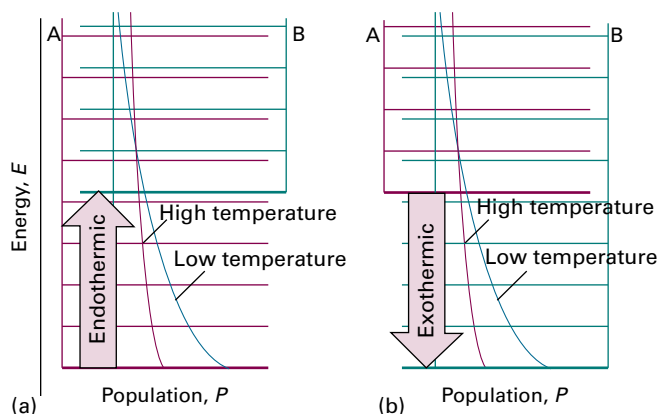 A
B
High temperature
Low temperature
Energy, E
Endothermic
Population, P
(a)
A
B
High temperature
Low temperature
Exothermic
Population, P
(b)